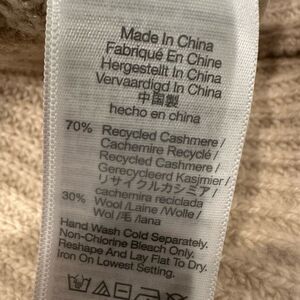 Made In China
Fabriqué En Chine
Hergestellt In China
Vervaardigd In China
中国製
hecho en china
70% Recycled Cashmere /
Cachemire Recyclé /
Recycled Cashmere /
Gerecycleerd Kasjmier /
リサイクルカシミア /
cachemira reciclada
30% Wool /Laine /Wolle /
Wol /毛 /lana
Hand Wash Cold Separately.
Non-Chlorine Bleach Only.
Reshape And Lay Flat To Dry.
Iron On Lowest Setting.